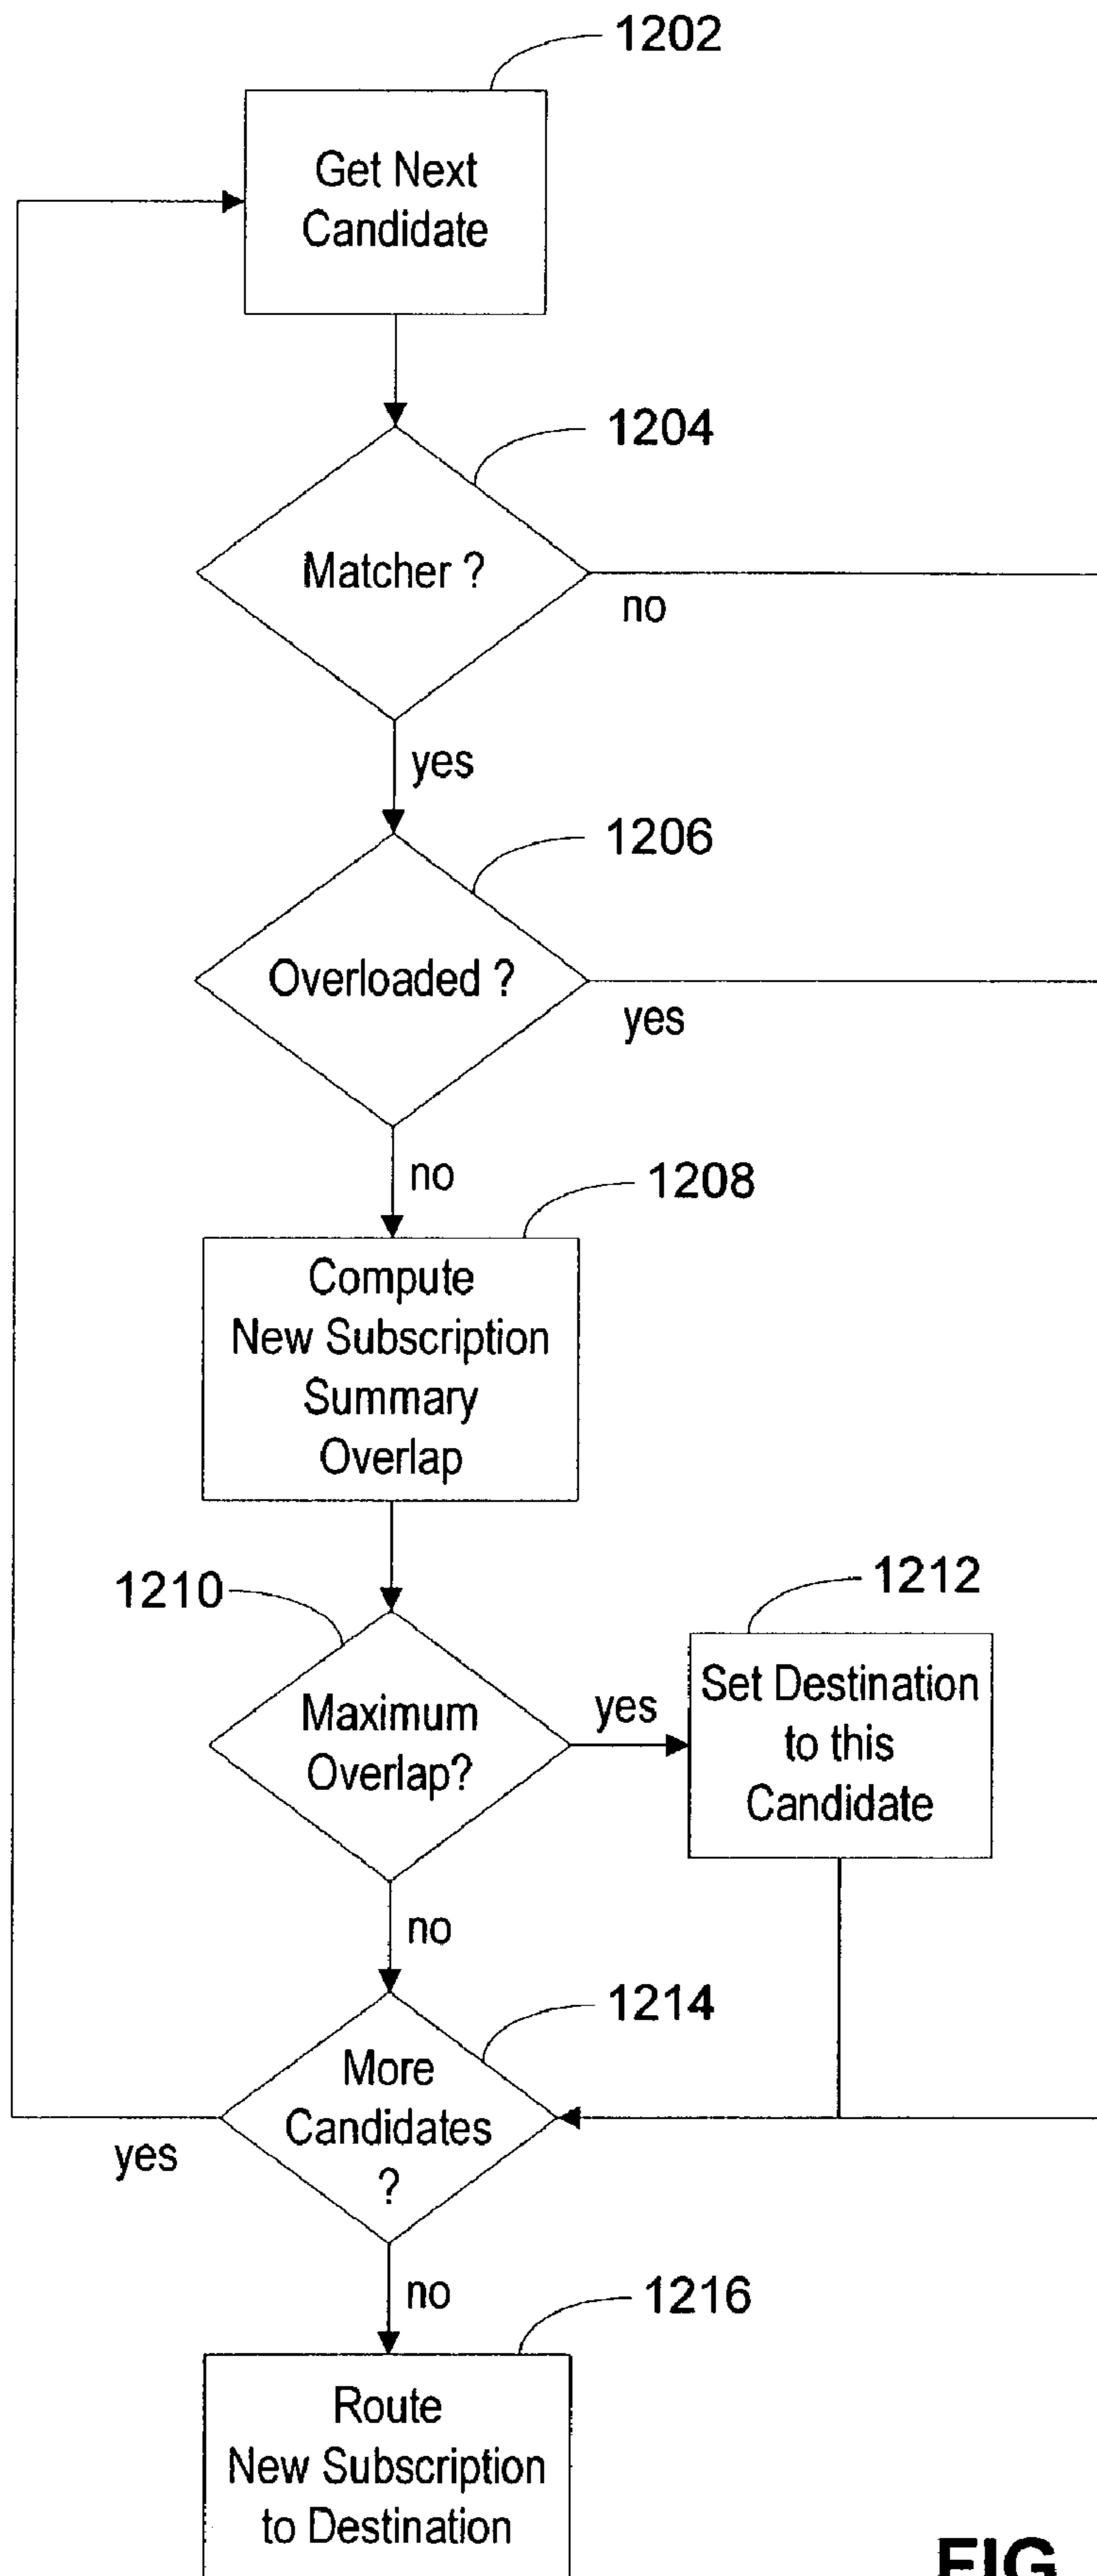 1202
Get Next
Candidate
1204
Matcher ?
no
yes
1206
Overloaded ?
yes
no
1208
Compute
New Subscription
Summary
Overlap
1210
Maximum
Overlap?
yes
1212
Set Destination
to this
Candidate
no
1214
More
Candidates
?
yes
no
1216
Route
New Subscription
to Destination
FIG